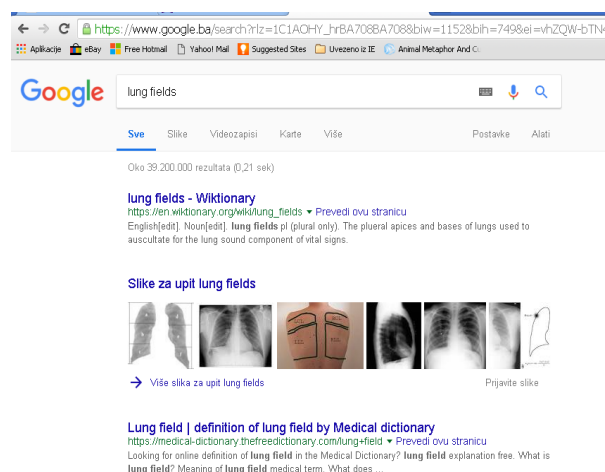 https://www.google.ba/search?rlz=1C1AOHY_hrBA708BA708&biw=1152&bih=749&ei=vhZQW-bTN
Aplikacije eBay Free Hotmail Yahoo! Mail Suggested Sites Uvezeno iz IE Animal Metaphor And
Google
lung fields
Sve Slike Videozapisi Karte Više Postavke Alati
Oko 39.200.000 rezultata (0,21 sek)
lung fields - Wiktionary
https://en.wiktionary.org/wiki/lung_fields ▾ Prevedi ovu stranicu
English[edit]. Noun[edit]. lung fields pl (plural only). The plueral apices and bases of lungs used to
auscultate for the lung sound component of vital signs.
Slike za upit lung fields
Više slika za upit lung fields Prijavite slike
Lung field | definition of lung field by Medical dictionary
https://medical-dictionary.thefreedictionary.com/lung+field ▾ Prevedi ovu stranicu
Looking for online definition of lung field in the Medical Dictionary? lung field explanation free. What is
lung field? Meaning of lung field medical term. What does ...